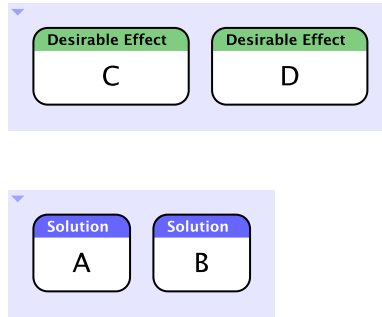 Desirable Effect
C
Desirable Effect
D
Solution
A
Solution
B